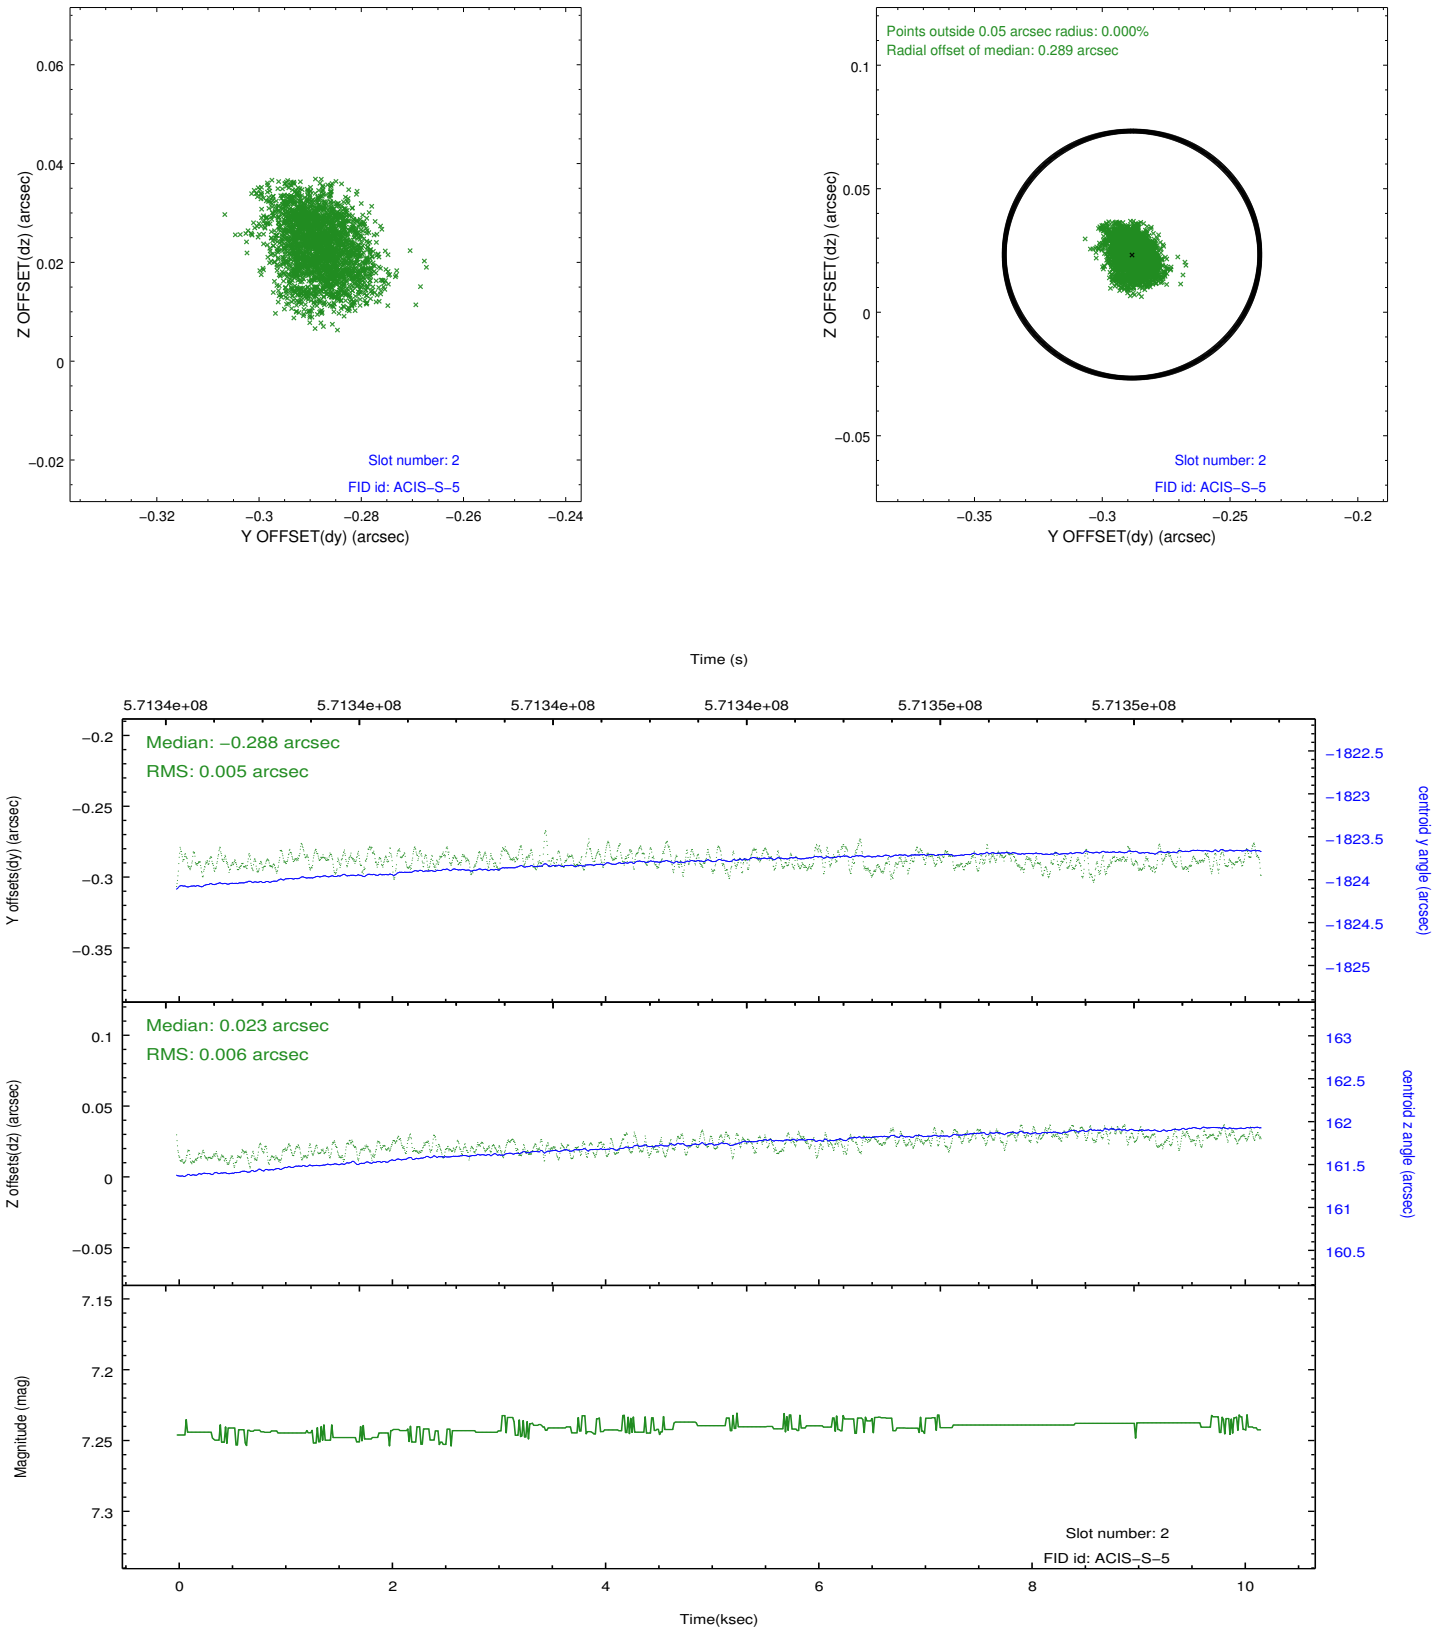 0.06
0.04
0.02
0
−0.02
Z OFFSET(dz) (arcsec)
Slot number: 2
FID id: ACIS−S−5
−0.32
−0.3
−0.28
−0.26
−0.24
Y OFFSET(dy) (arcsec)
Points outside 0.05 arcsec radius: 0.000%
Radial offset of median: 0.289 arcsec
0.1
0.05
0
−0.05
Z OFFSET(dz) (arcsec)
Slot number: 2
FID id: ACIS−S−5
−0.35
−0.3
−0.25
−0.2
Y OFFSET(dy) (arcsec)
Time (s)
5.7134e+08
5.7134e+08
5.7134e+08
5.7134e+08
5.7135e+08
5.7135e+08
Median: −0.288 arcsec
RMS: 0.005 arcsec
−0.2
−0.25
−0.3
−0.35
Y offsets(dy) (arcsec)
−1822.5
−1823
−1823.5
−1824
−1824.5
−1825
centroid y angle (arcsec)
Median: 0.023 arcsec
RMS: 0.006 arcsec
0.1
0.05
0
−0.05
Z offsets(dz) (arcsec)
163
162.5
162
161.5
161
160.5
centroid z angle (arcsec)
7.15
7.2
7.25
7.3
Magnitude (mag)
Slot number: 2
FID id: ACIS−S−5
0
2
4
6
8
10
Time(ksec)